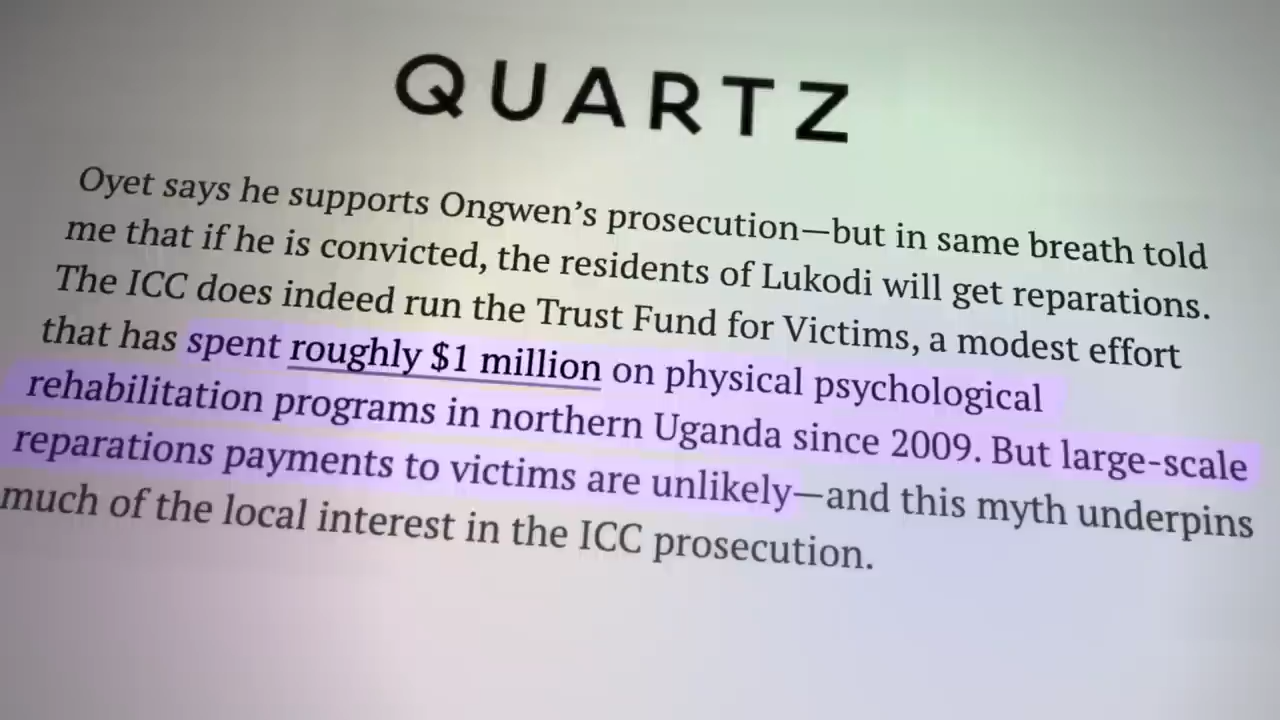 QUARTZ
Oyet says he supports Ongwen's prosecution—but in same breath told
me that if he is convicted, the residents of Lukodi will get reparations.
The ICC does indeed run the Trust Fund for Victims, a modest effort
that has spent roughly $1 million on physical psychological
rehabilitation programs in northern Uganda since 2009. But large-scale
reparations payments to victims are unlikely—and this myth underpins
much of the local interest in the ICC prosecution.